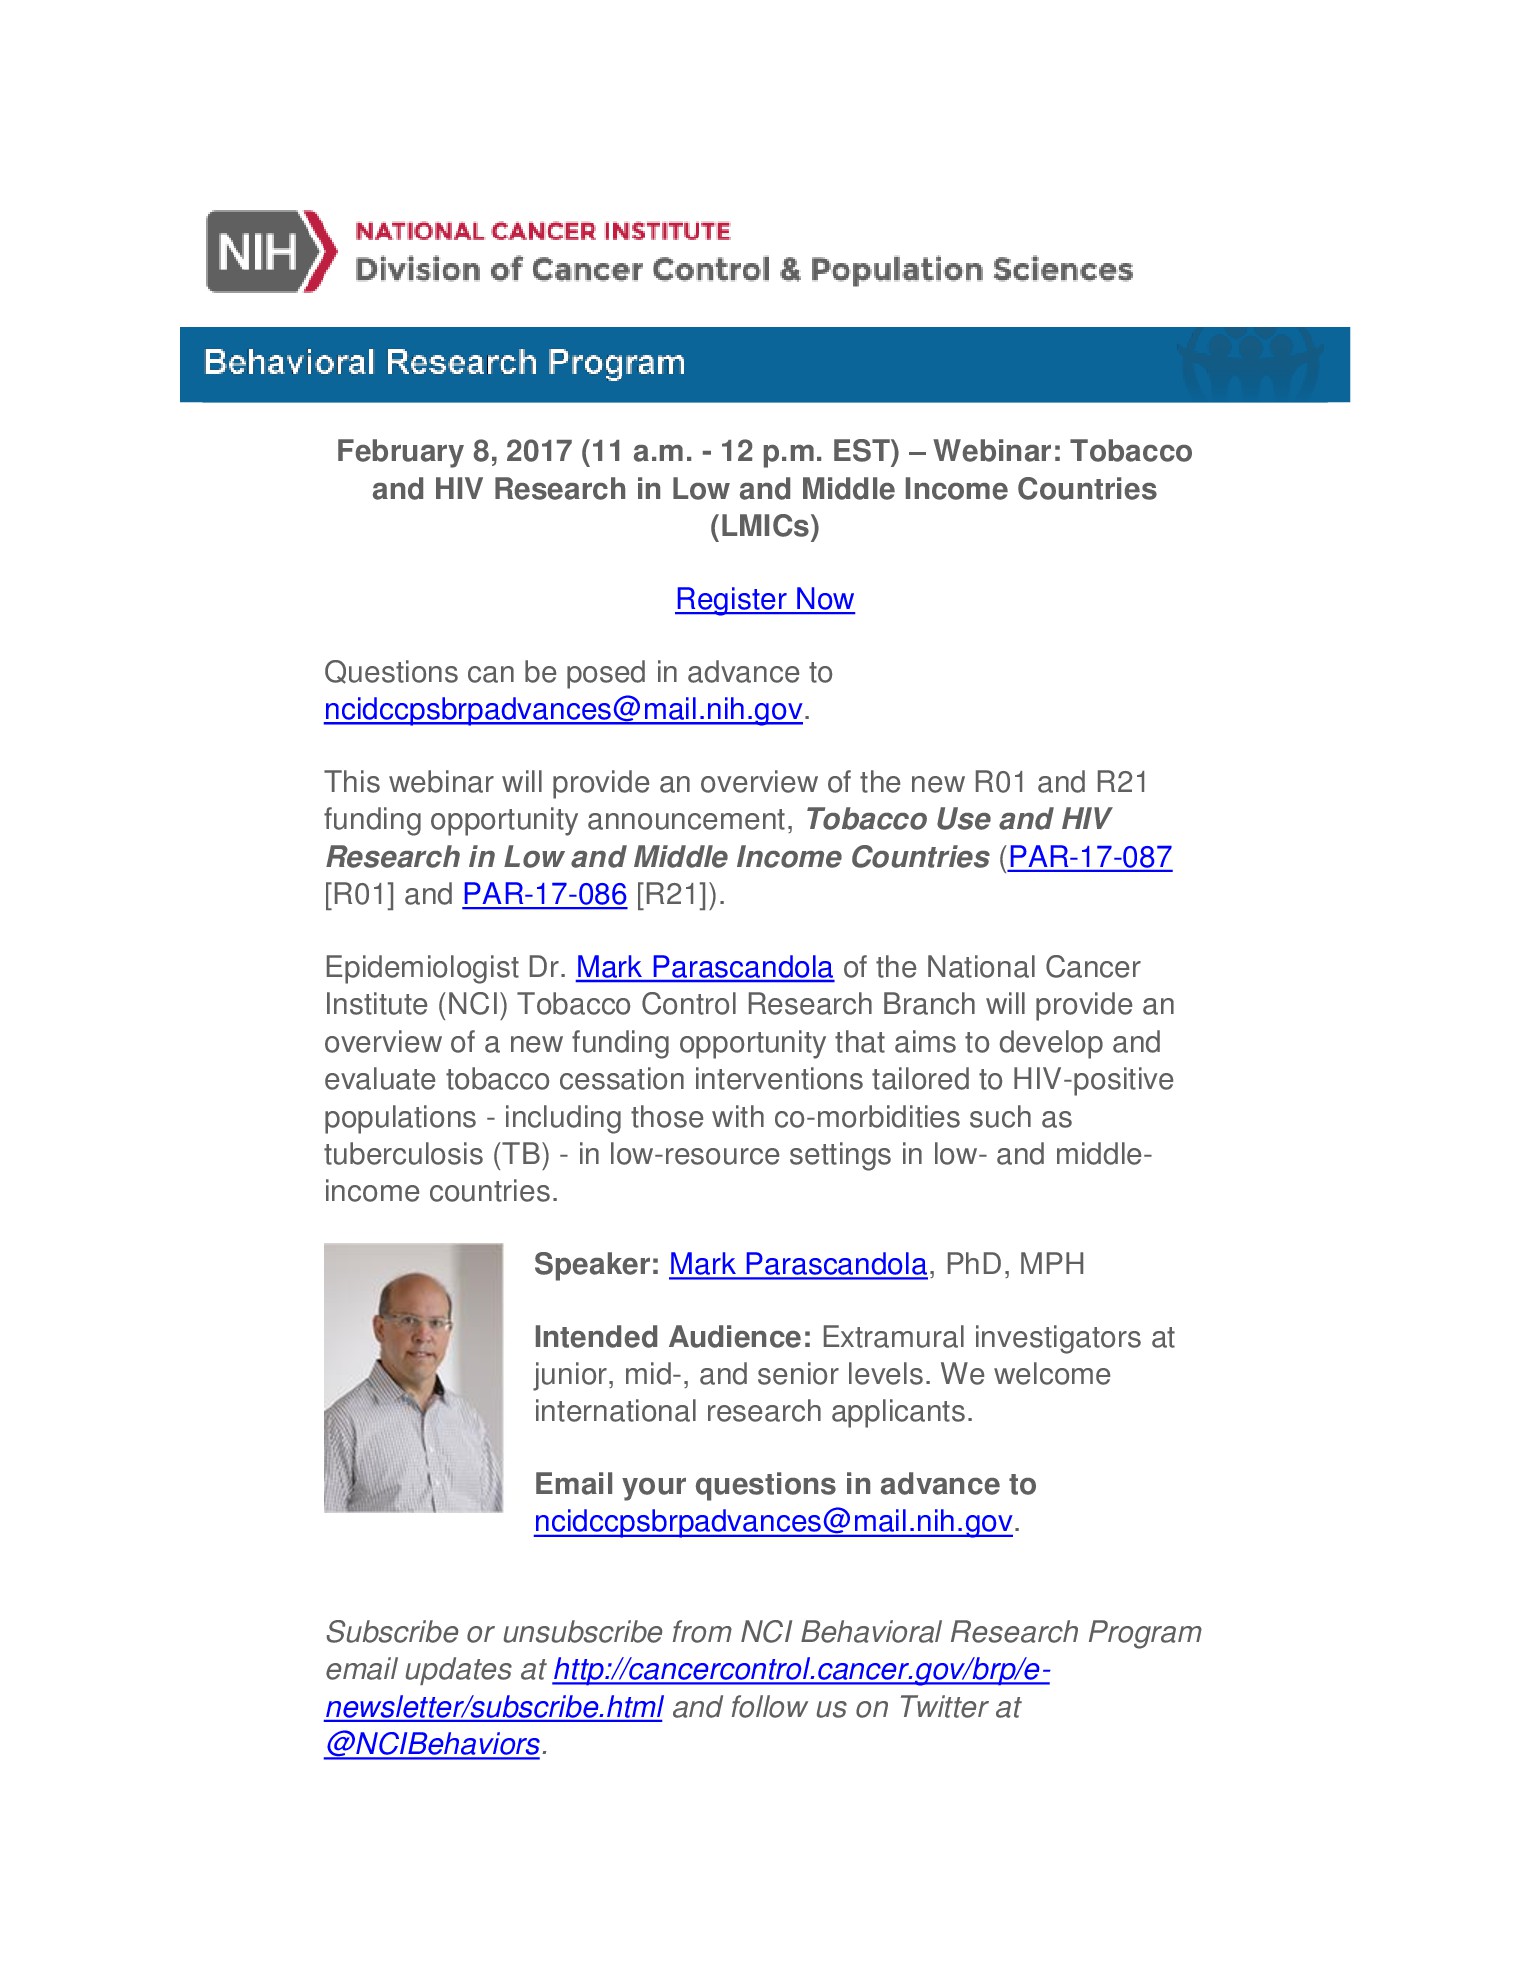 NIH
NATIONAL CANCER INSTITUTE
Division of Cancer Control & Population Sciences
Behavioral Research Program
February 8, 2017 (11 a.m. - 12 p.m. EST) – Webinar: Tobacco
and HIV Research in Low and Middle Income Countries
(LMICs)
Register Now
Questions can be posed in advance to
ncidccpsbrpadvances@mail.nih.gov.
This webinar will provide an overview of the new R01 and R21
funding opportunity announcement, Tobacco Use and HIV
Research in Low and Middle Income Countries (PAR-17-087
[R01] and PAR-17-086 [R21]).
Epidemiologist Dr. Mark Parascandola of the National Cancer
Institute (NCI) Tobacco Control Research Branch will provide an
overview of a new funding opportunity that aims to develop and
evaluate tobacco cessation interventions tailored to HIV-positive
populations - including those with co-morbidities such as
tuberculosis (TB) - in low-resource settings in low- and middle-
income countries.
Speaker: Mark Parascandola, PhD, MPH
Intended Audience: Extramural investigators at
junior, mid-, and senior levels. We welcome
international research applicants.
Email your questions in advance to
ncidccpsbrpadvances@mail.nih.gov.
Subscribe or unsubscribe from NCI Behavioral Research Program
email updates at http://cancercontrol.cancer.gov/brp/e-
newsletter/subscribe.html and follow us on Twitter at
@NCIBehaviors.